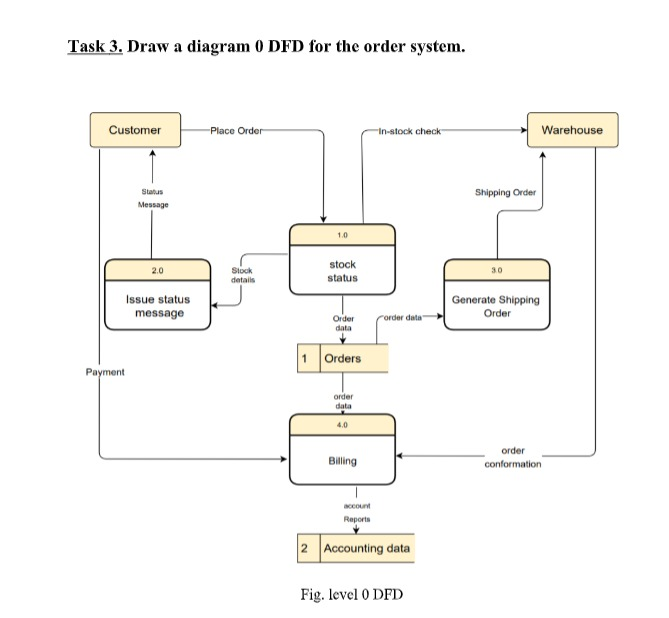 Task 3. Draw a diagram 0 DFD for the order system.
Customer
Place Order
In-stock check
Warehouse
Status
Message
Shipping Order
1.0
stock
status
2.0
Issue status
message
Stock
details
3.0
Generate Shipping
Order
Order
data
order data
1 Orders
Payment
order
data
4.0
Billing
order
conformation
account
Reports
2 Accounting data
Fig. level 0 DFD